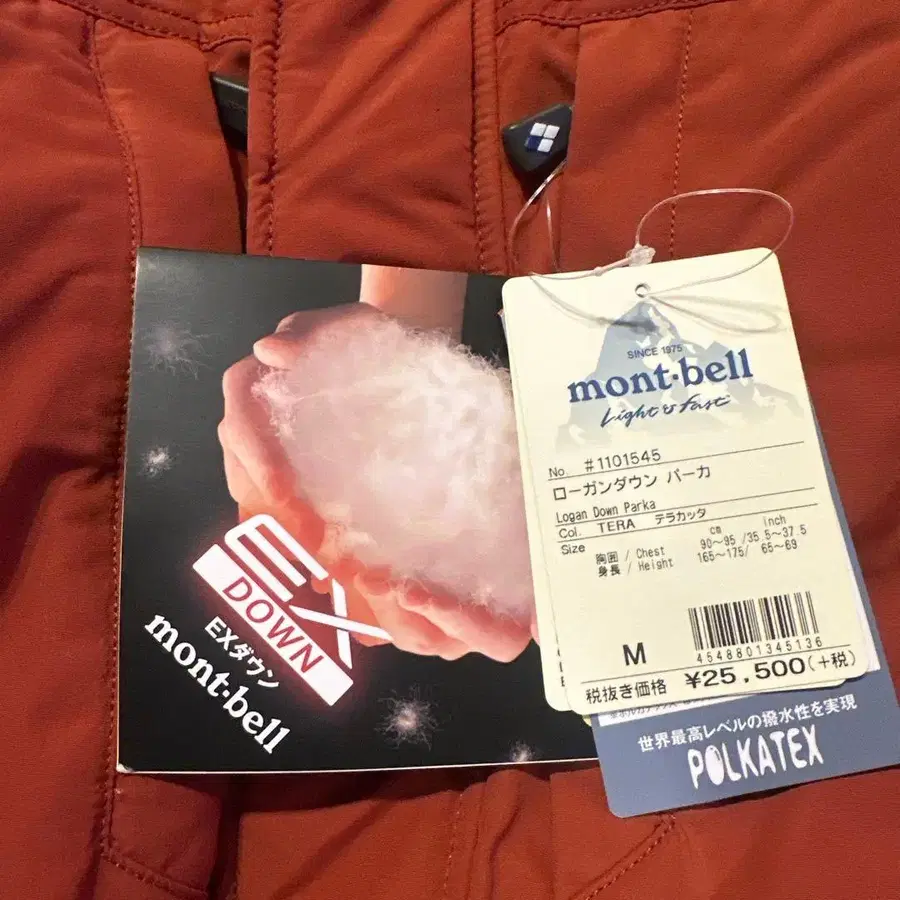 EX
DOWN
EXダウン
mont-bell
SINCE 1975
mont-bell
Light & Fast
No. #1101545
ローガンダウン パーカ
Logan Down Parka
Col. TERA テラカッタ
Size cm inch
胸囲 / Chest 90〜95 /35.5〜37.5
身長 / Height 165〜175/ 65〜69
M
4548801345136
税抜き価格 ¥25,500(+税)
世界最高レベルの撥水性を実現
POLKATEX